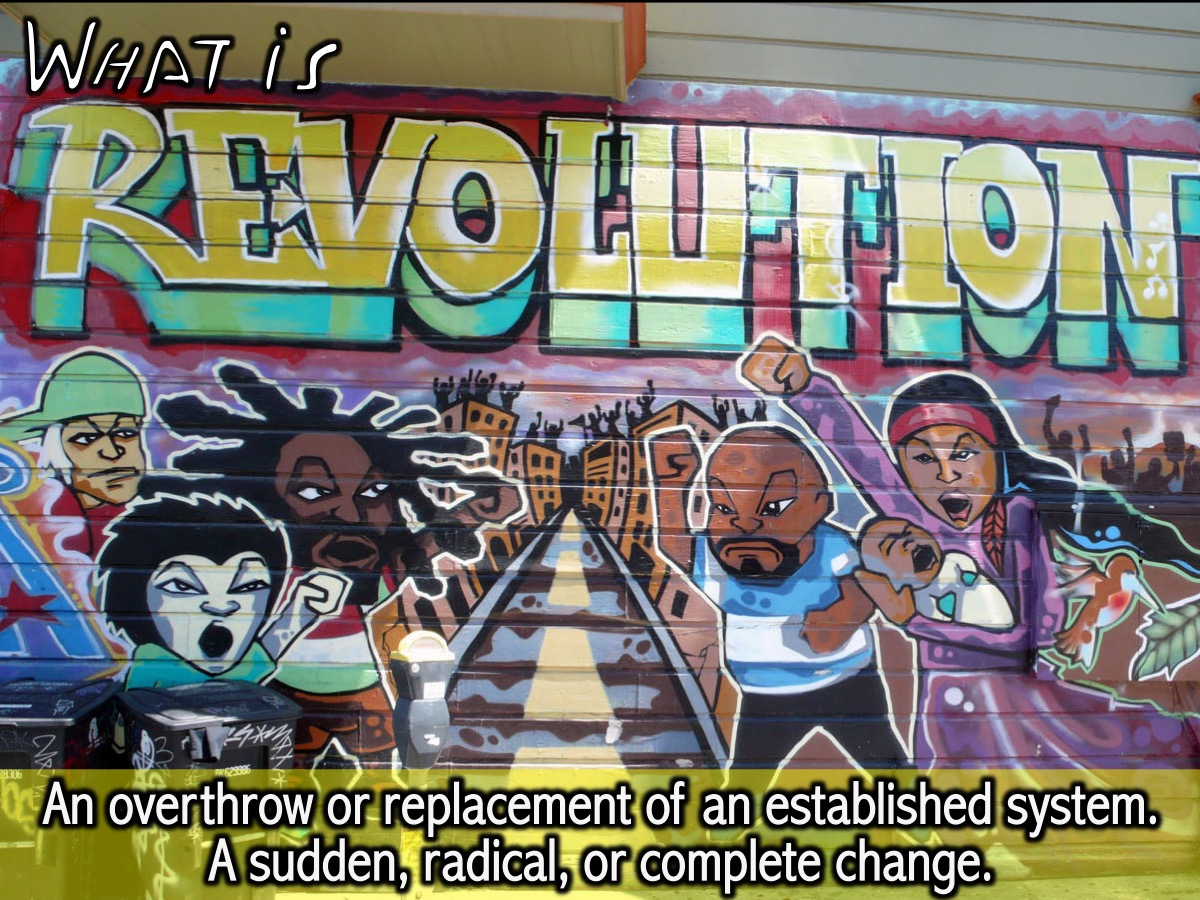 WHAT is
REVOLUTION
An overthrow or replacement of an established system.
A sudden, radical, or complete change.